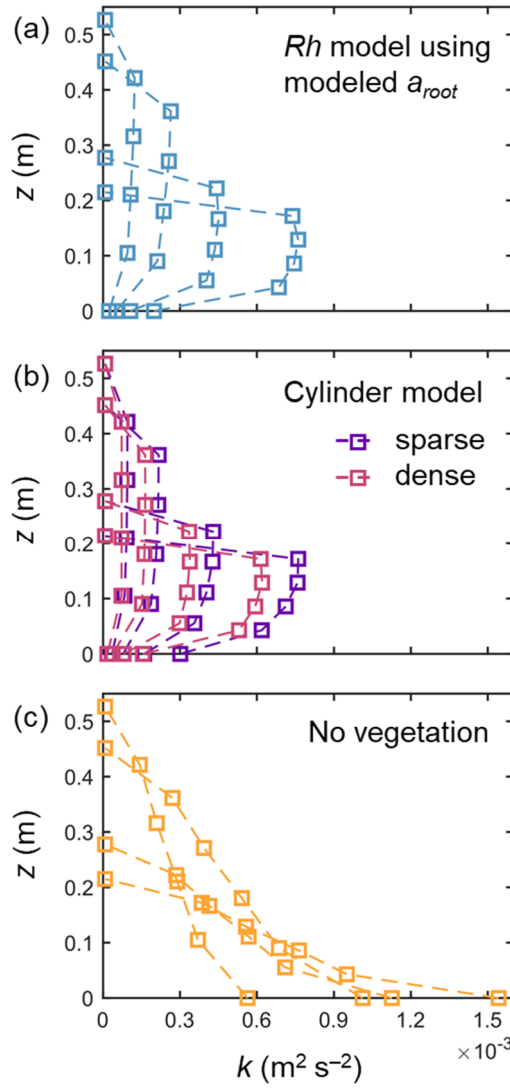 (a)
Rh model using
modeled a_root
z (m)
0.5
0.4
0.3
0.2
0.1
0
(b)
Cylinder model
sparse
dense
z (m)
0.5
0.4
0.3
0.2
0.1
0
(c)
No vegetation
z (m)
0.5
0.4
0.3
0.2
0.1
0
0 0.3 0.6 0.9 1.2 1.5
× 10⁻³
k (m² s⁻²)